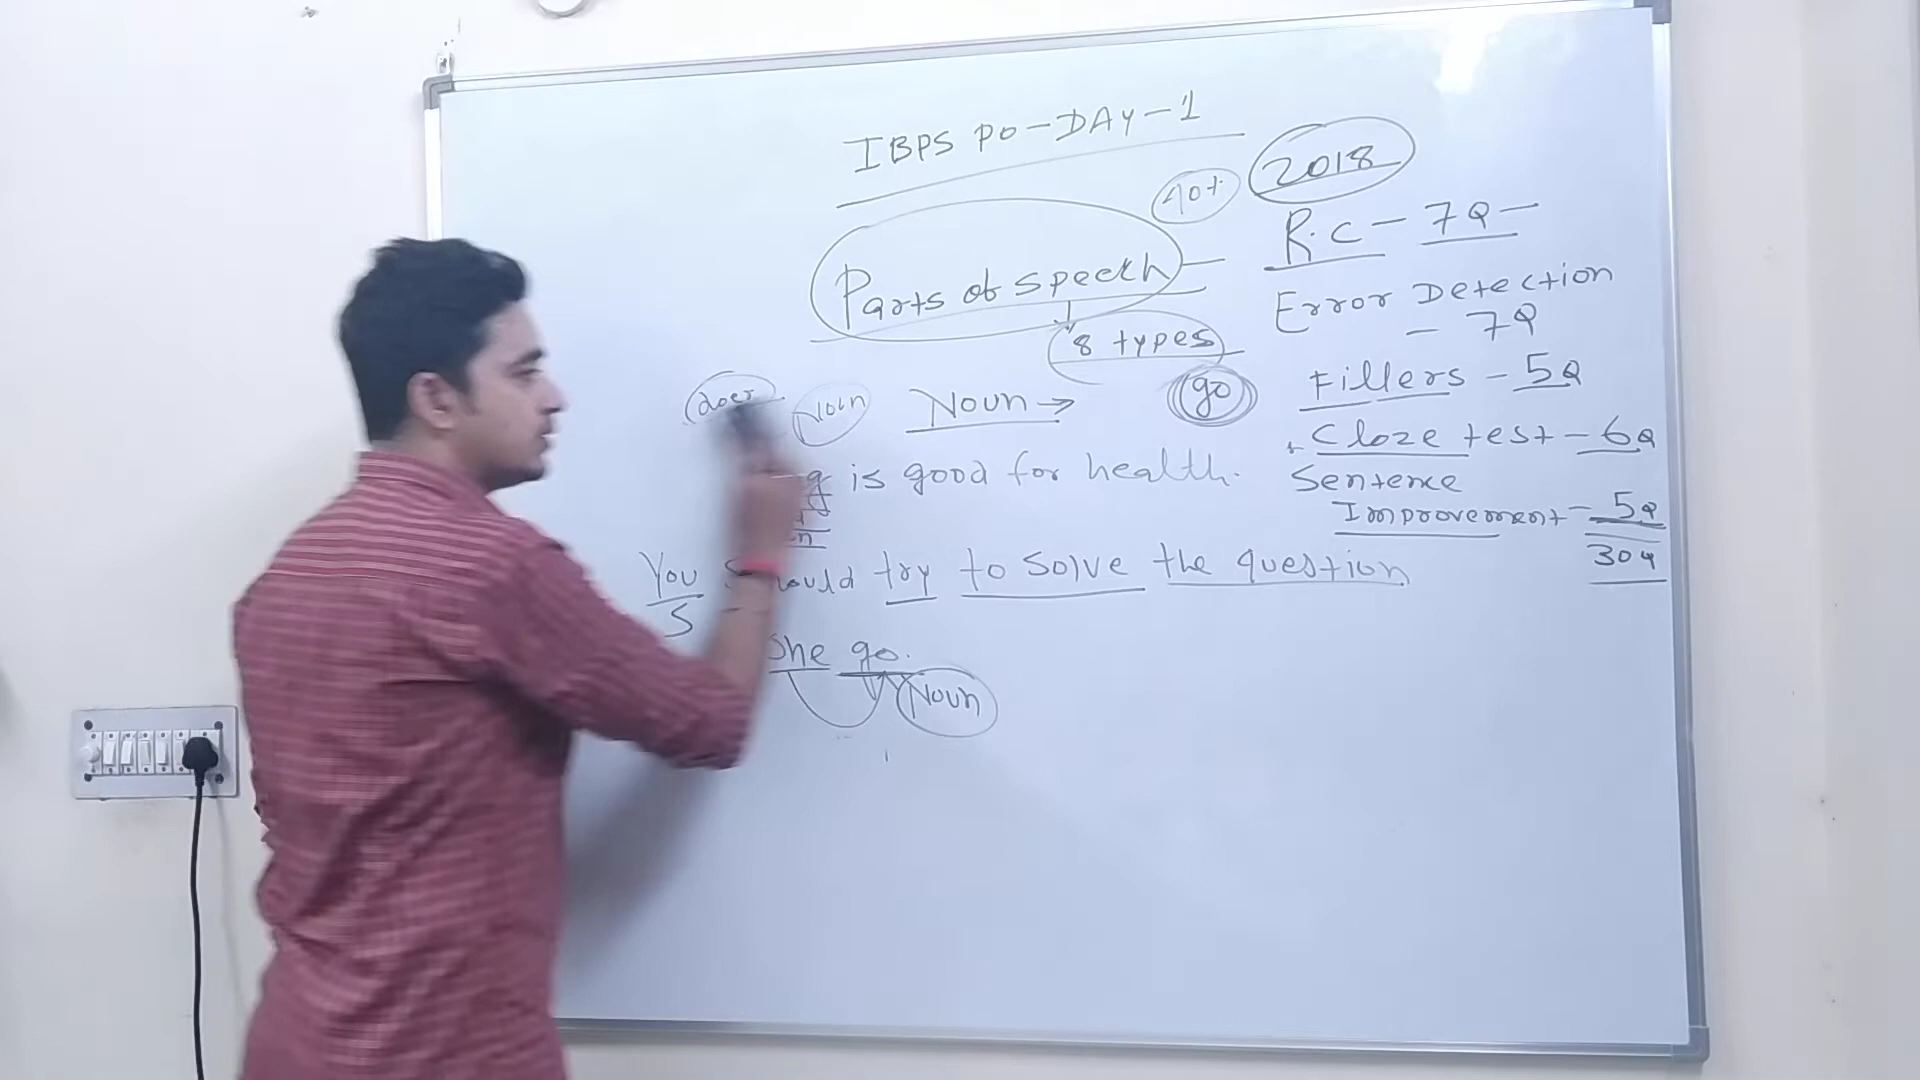 IBPS PO-DAY-1
2018
40+
R.C - 7Q -
Parts of speech
Error Detection
- 7Q
8 types
Fillers - 5Q
doer Noun Noun → go
Cloze test - 6Q
is good for health.
Sentence
Improvement - 5Q
30Q
You should try to solve the question
S
She go.
Noun